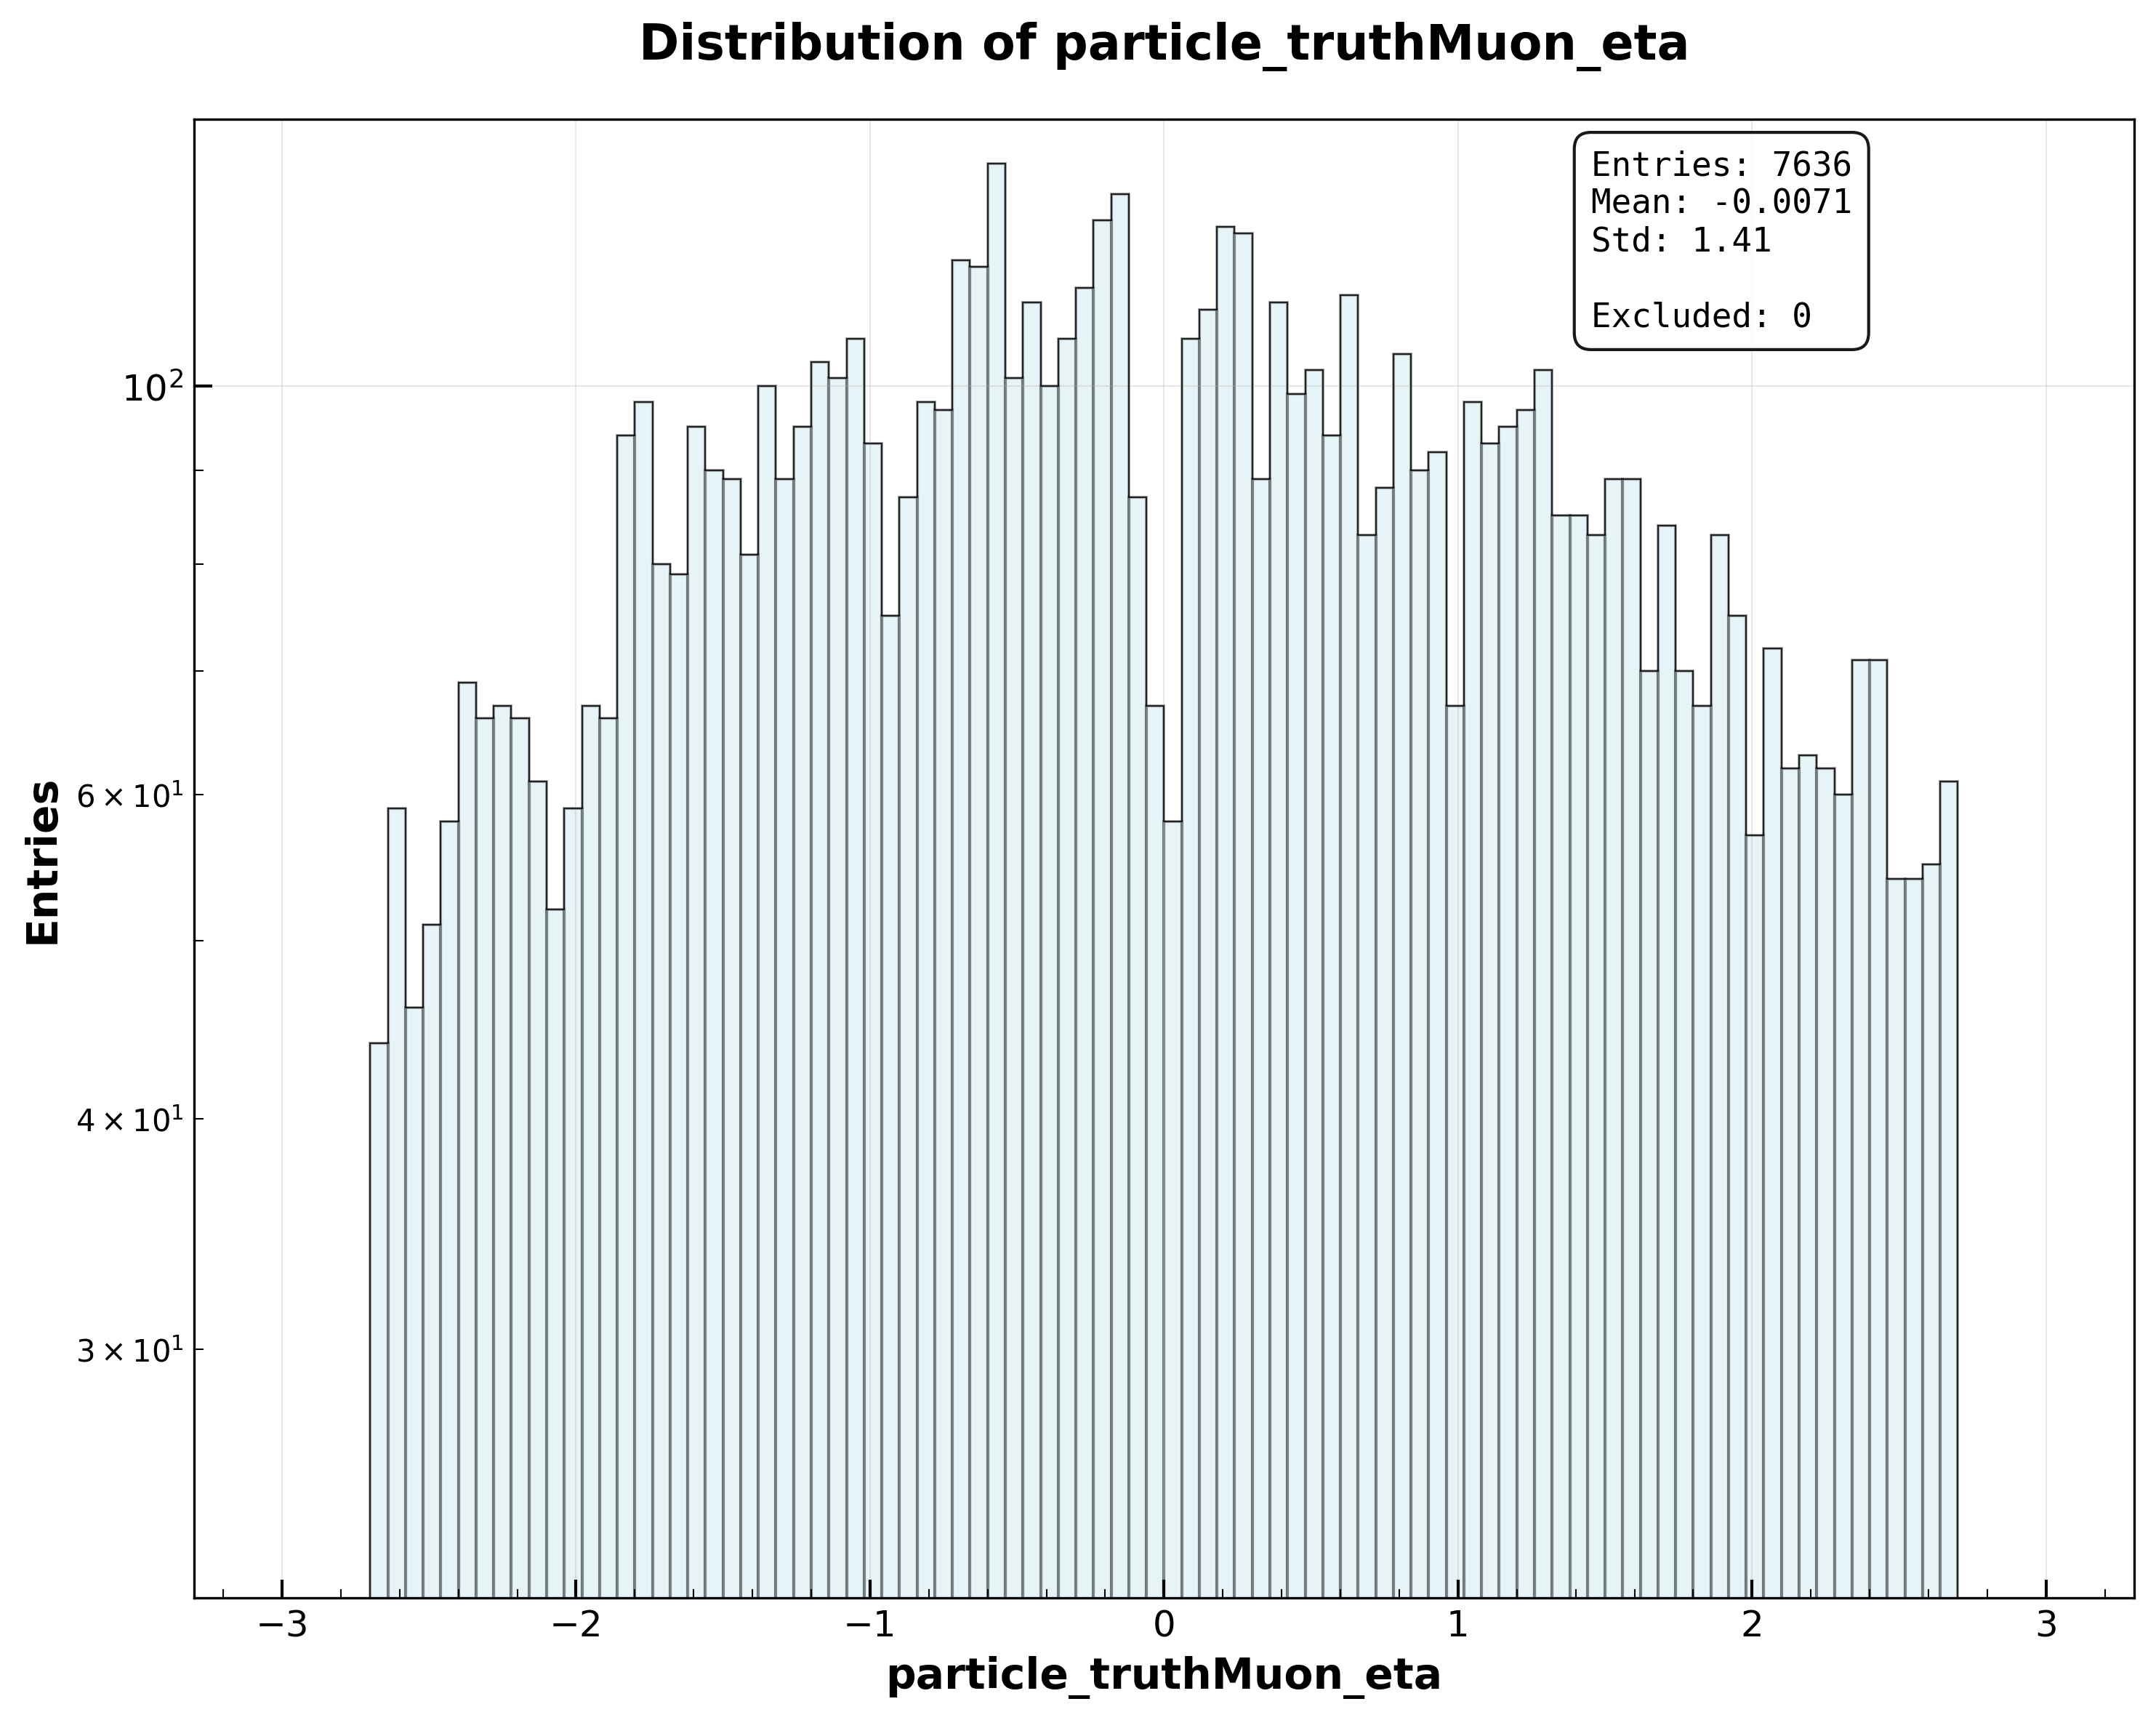 Distribution of particle_truthMuon_eta
Entries: 7636
Mean: -0.0071
Std: 1.41
Excluded: 0
10²
6 × 10¹
4 × 10¹
3 × 10¹
Entries
−3 −2 −1 0 1 2 3
particle_truthMuon_eta